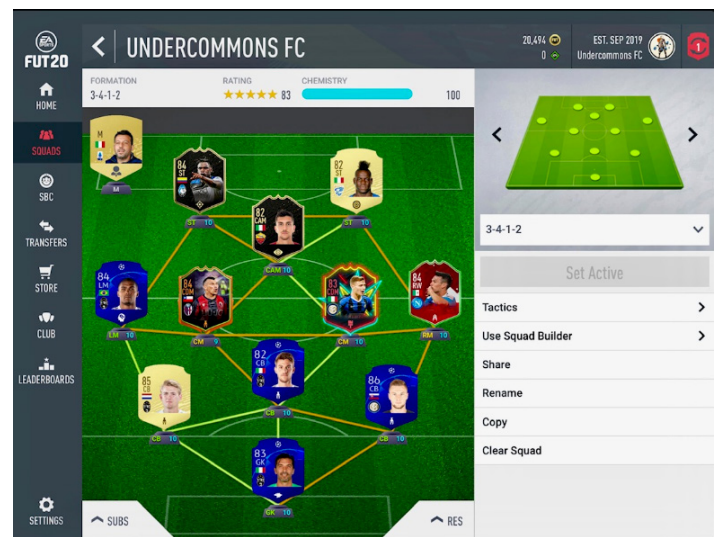 EA SPORTS
FUT20
UNDERCOMMONS FC
20,494
0
EST. SEP 2019
Undercommons FC
1
HOME
SQUADS
SBC
TRANSFERS
STORE
CLUB
LEADERBOARDS
SETTINGS
FORMATION
3-4-1-2
RATING
83
CHEMISTRY
100
M
M
84
ST
ST 10
82
ST
ST 10
82
CAM
CAM 10
84
LM
LM 10
84
CDM
CM 9
83
CDM
CM 10
84
RW
RM 10
85
CB
CB 10
82
CB
CB 10
86
CB
CB 10
83
GK
GK 10
SUBS
RES
3-4-1-2
Set Active
Tactics
Use Squad Builder
Share
Rename
Copy
Clear Squad